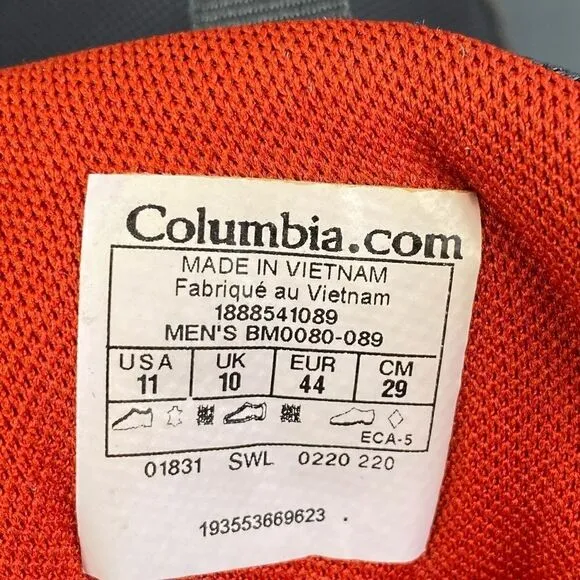 Columbia.com
MADE IN VIETNAM
Fabriqué au Vietnam
1888541089
MEN'S BM0080-089
USA UK EUR CM
11 10 44 29
ECA-5
01831 SWL 0220 220
193553669623